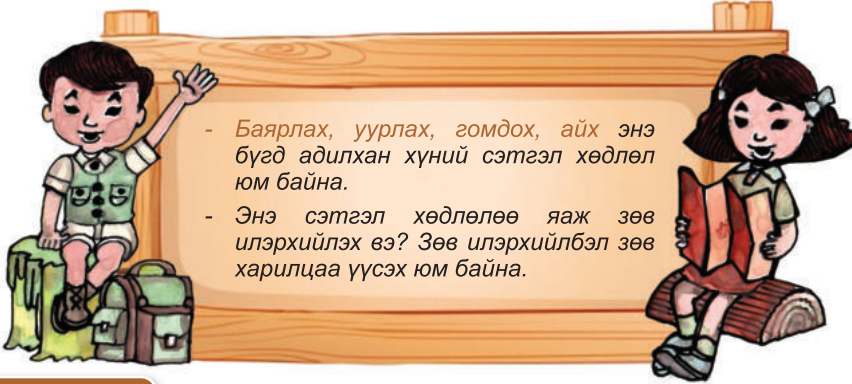 - Баярлах, уурлах, гомдох, айх энэ
бүгд адилхан хүний сэтгэл хөдлөл
юм байна.
- Энэ сэтгэл хөдлөлөө яаж зөв
илэрхийлэх вэ? Зөв илэрхийлбэл зөв
харилцаа үүсэх юм байна.